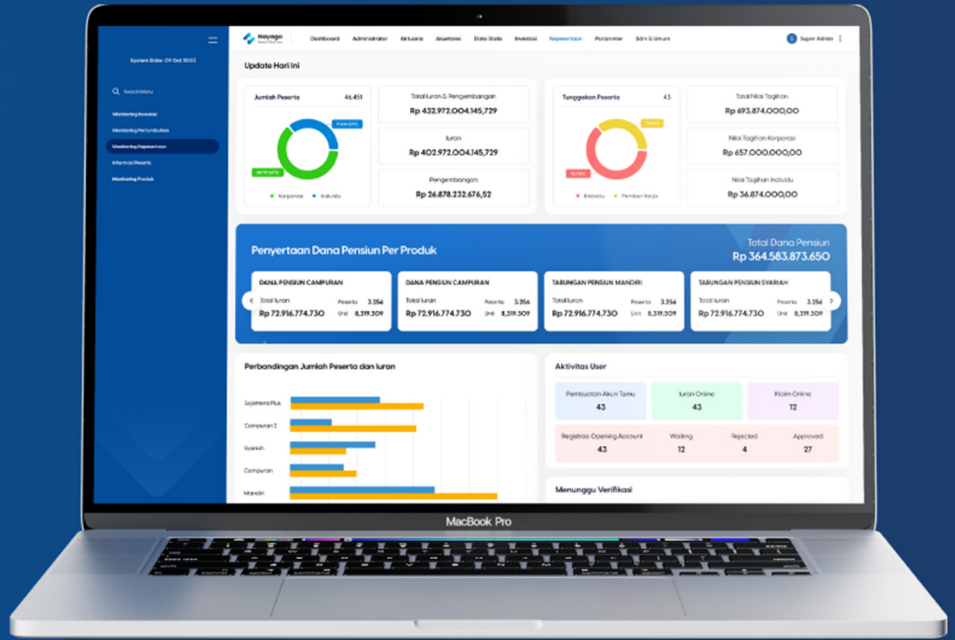 Nayaga
Dashboard Administrator Aktuaria Akuntansi Data Statis Investasi Kepesertaan Parameter Sdm & Umum
S Super Admin
System Date: 09 Oct 2023
Search Menu
Monitoring Investasi
Monitoring Pertumbuhan
Monitoring Kepesertaan
Informasi Peserta
Monitoring Produk
Update Hari Ini
Jumlah Peserta 46.451
Korporasi Individu
Total Iuran & Pengembangan
Rp 432.972.004.145,729
Iuran
Rp 402.972.004.145,729
Pengembangan
Rp 26.878.232.676,52
Tunggakan Peserta 43
Individu Pemberi Kerja
Total Nilai Tagihan
Rp 693.874.000,00
Nilai Tagihan Korporasi
Rp 657.000.000,00
Nilai Tagihan Individu
Rp 36.874.000,00
Penyertaan Dana Pensiun Per Produk
Total Dana Pensiun
Rp 364.583.873.650
DANA PENSIUN CAMPURAN
Total Iuran Peserta 3.256
Rp 72.916.774.730 Unit 8,319.509
DANA PENSIUN CAMPURAN
Total Iuran Peserta 3.256
Rp 72.916.774.730 Unit 8,319.509
TABUNGAN PENSIUN MANDIRI
Total Iuran Peserta 3.256
Rp 72.916.774.730 Unit 8,319.509
TABUNGAN PENSIUN SYARIAH
Total Iuran Peserta 3.256
Rp 72.916.774.730 Unit 8,319.509
Perbandingan Jumlah Peserta dan Iuran
Sejahtera Plus
Campuran 2
Syariah
Campuran
Mandiri
Aktivitas User
Pembuatan Akun Tamu
43
Iuran Online
43
Klaim Online
12
Registrasi Opening Account Waiting Rejected Approved
43 12 4 27
Menunggu Verifikasi
MacBook Pro